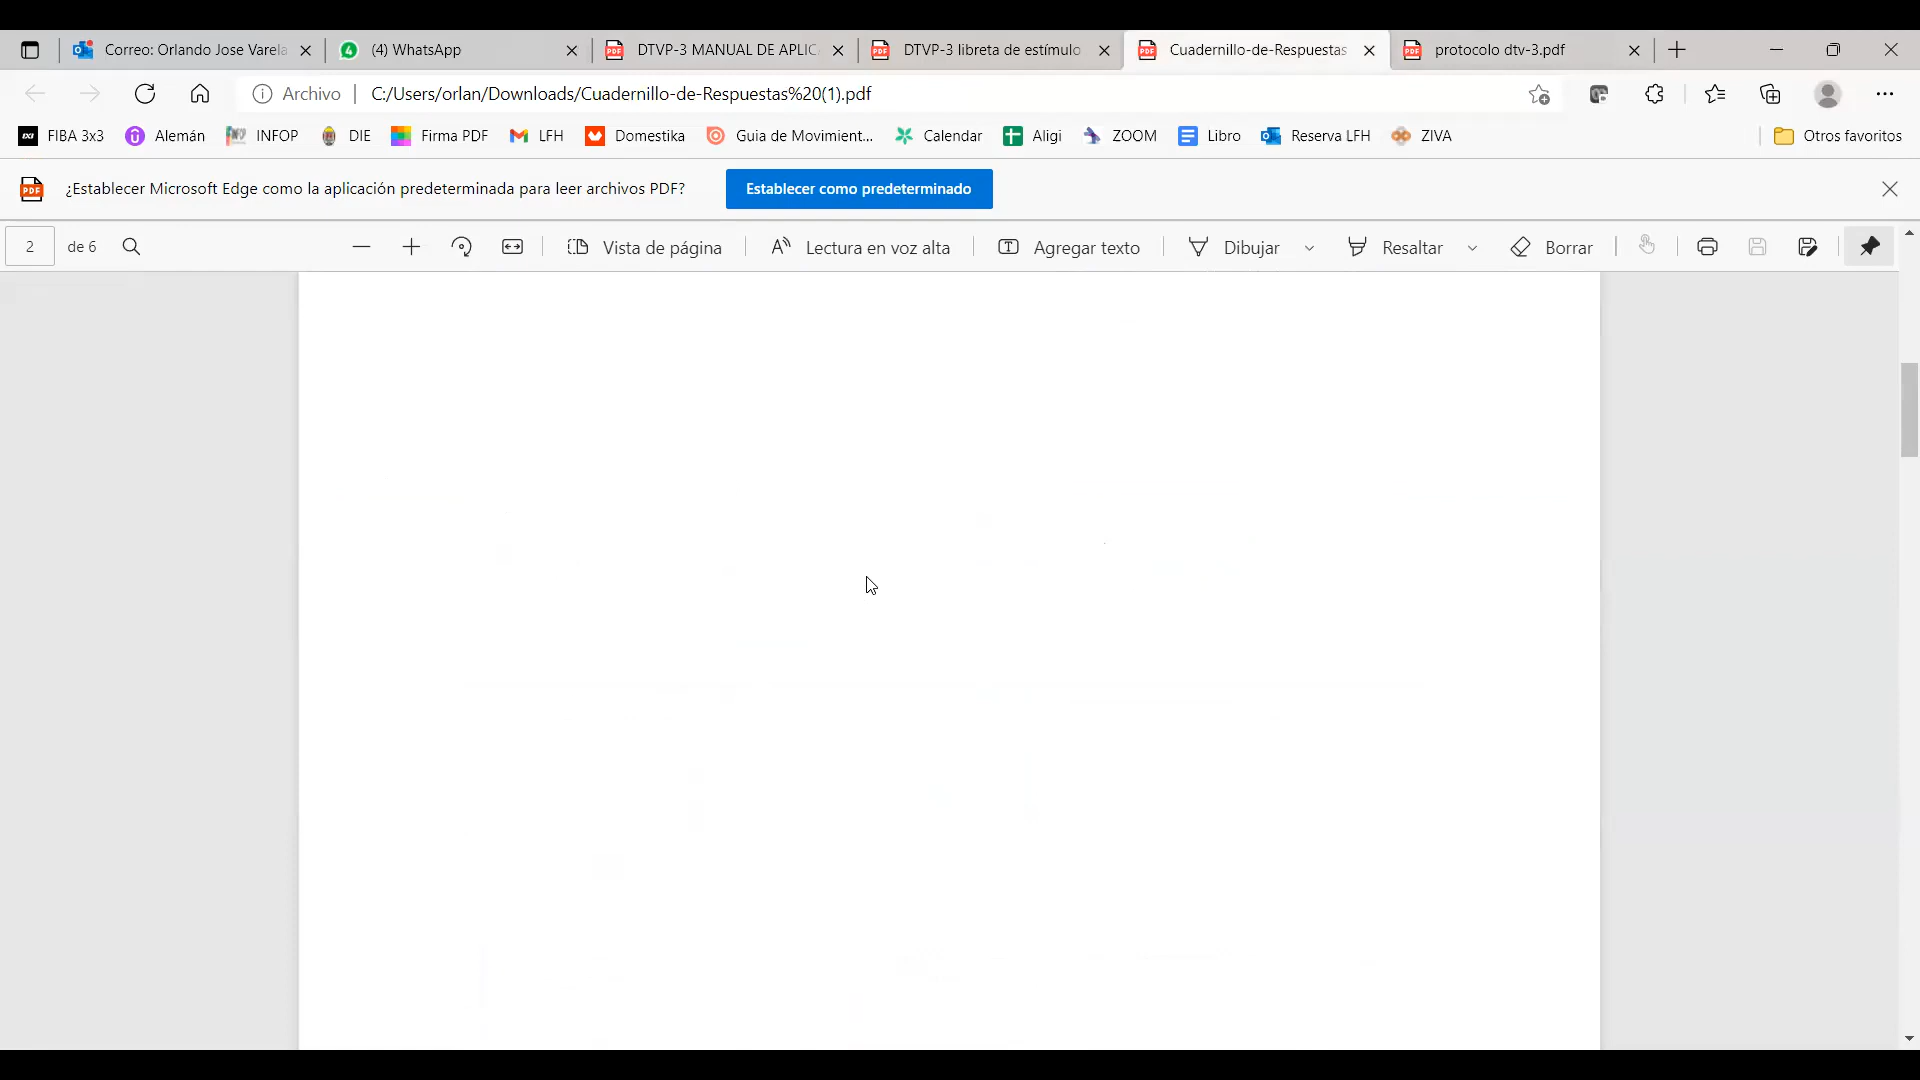 Correo: Orlando Jose Varela
(4) WhatsApp
DTVP-3 MANUAL DE APLIC
DTVP-3 libreta de estímulo
Cuadernillo-de-Respuestas
protocolo dtv-3.pdf
Archivo
C:/Users/orlan/Downloads/Cuadernillo-de-Respuestas%20(1).pdf
FIBA 3x3
Alemán
INFOP
DIE
Firma PDF
LFH
Domestika
Guia de Movimient...
Calendar
Aligi
ZOOM
Libro
Reserva LFH
ZIVA
Otros favoritos
¿Establecer Microsoft Edge como la aplicación predeterminada para leer archivos PDF?
Establecer como predeterminado
2
de 6
Vista de página
Lectura en voz alta
Agregar texto
Dibujar
Resaltar
Borrar